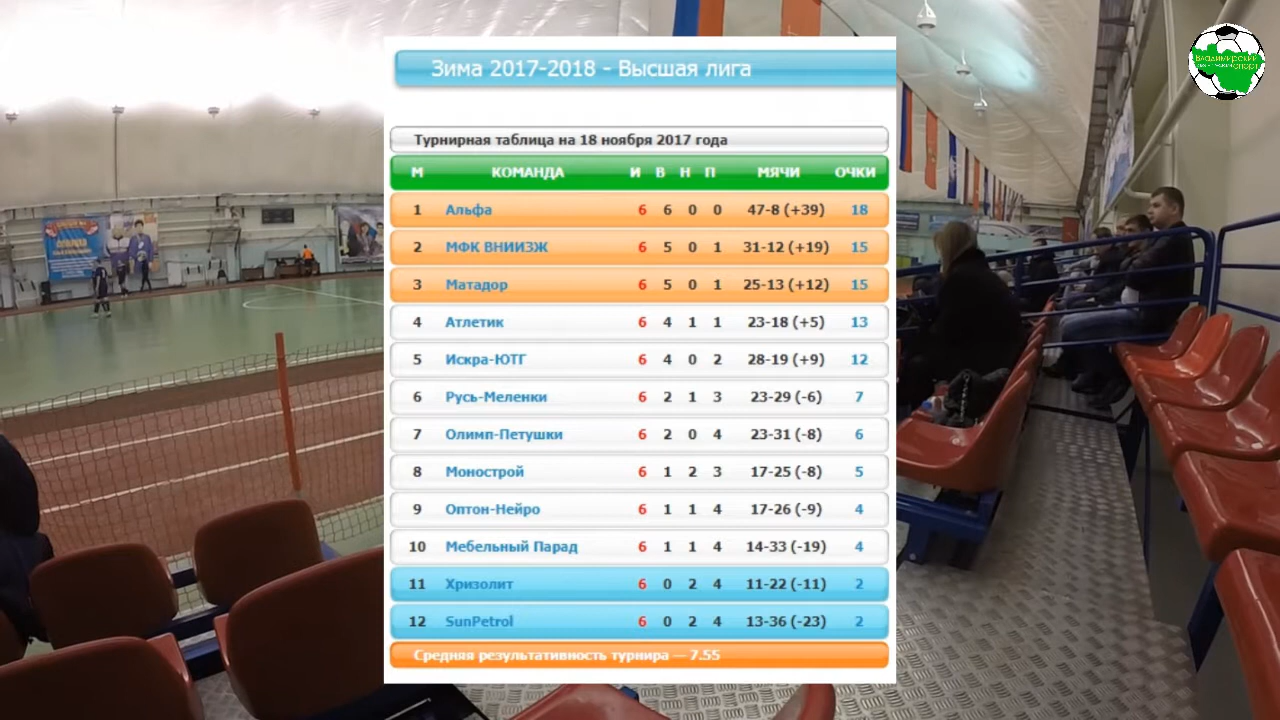 Владимирский
спорт
Зима 2017-2018 - Высшая лига
Турнирная таблица на 18 ноября 2017 года
М КОМАНДА И В Н П МЯЧИ ОЧКИ
1 Альфа 6 6 0 0 47-8 (+39) 18
2 МФК ВНИИЗЖ 6 5 0 1 31-12 (+19) 15
3 Матадор 6 5 0 1 25-13 (+12) 15
4 Атлетик 6 4 1 1 23-18 (+5) 13
5 Искра-ЮТГ 6 4 0 2 28-19 (+9) 12
6 Русь-Меленки 6 2 1 3 23-29 (-6) 7
7 Олимп-Петушки 6 2 0 4 23-31 (-8) 6
8 Монострой 6 1 2 3 17-25 (-8) 5
9 Оптон-Нейро 6 1 1 4 17-26 (-9) 4
10 Мебельный Парад 6 1 1 4 14-33 (-19) 4
11 Хризолит 6 0 2 4 11-22 (-11) 2
12 SunPetrol 6 0 2 4 13-36 (-23) 2
Средняя результативность турнира — 7.55